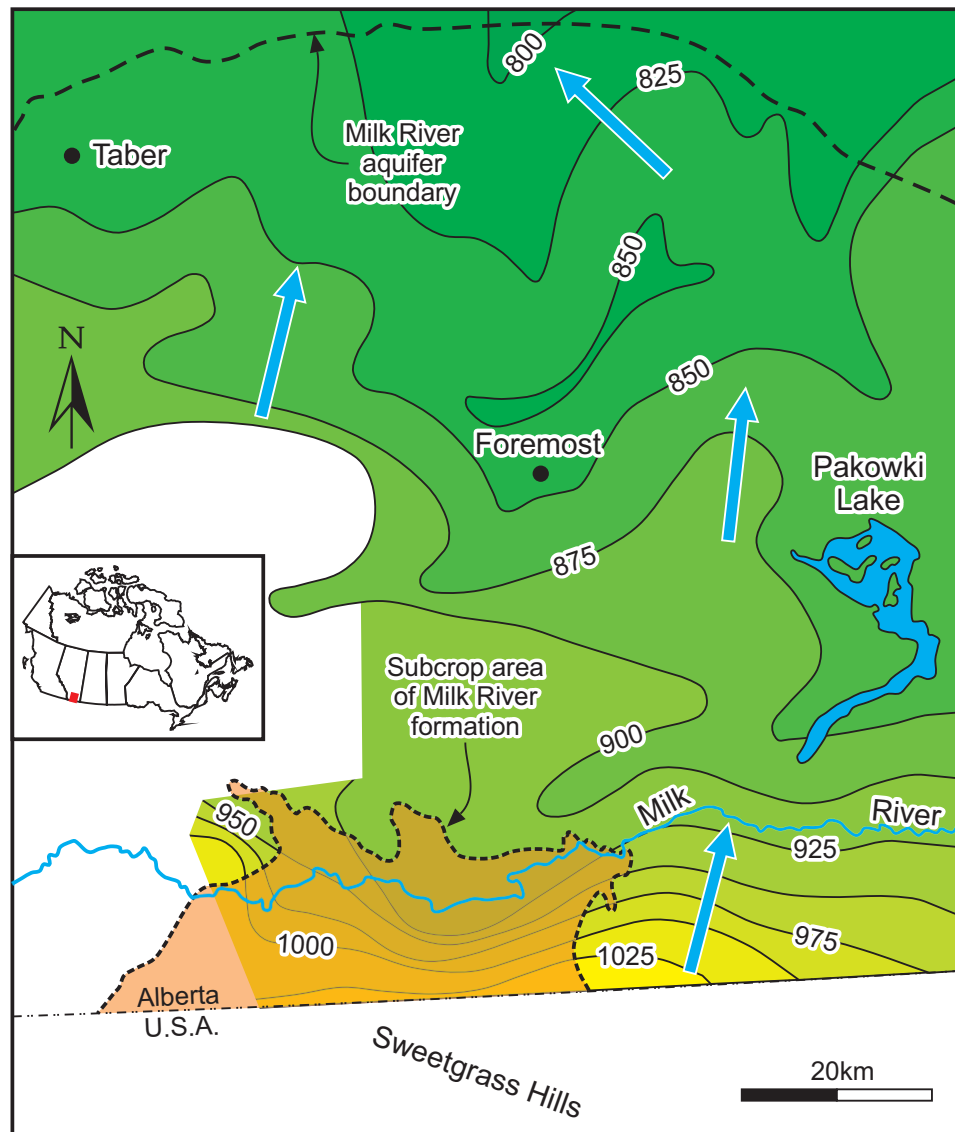 800
825
Milk River
aquifer
boundary
Taber
850
N
850
Foremost
Pakowki
Lake
875
Subcrop area
of Milk River
formation
900
950
Milk
River
925
1000
975
1025
Alberta
U.S.A.
Sweetgrass Hills
20km